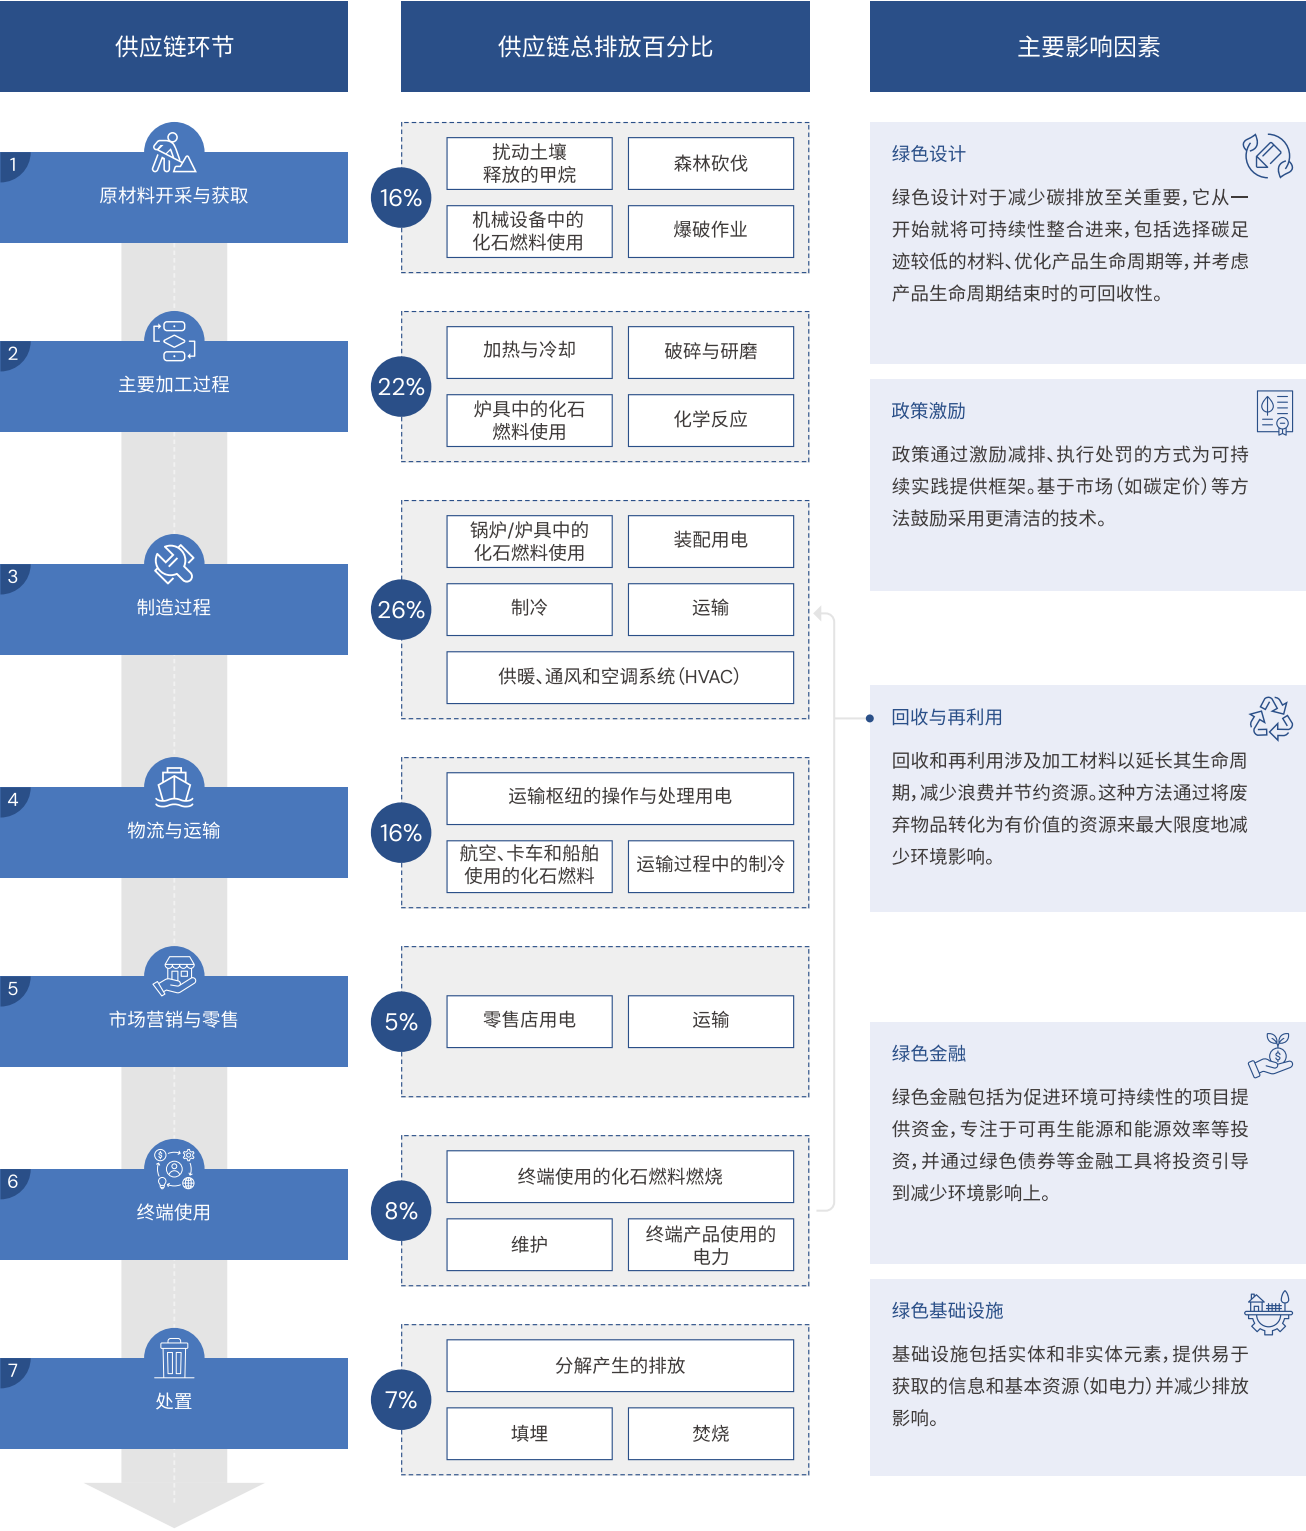 供应链环节
供应链总排放百分比
主要影响因素
1
原材料开采与获取
16%
扰动土壤
释放的甲烷
森林砍伐
机械设备中的
化石燃料使用
爆破作业
2
主要加工过程
22%
加热与冷却
破碎与研磨
炉具中的化石
燃料使用
化学反应
3
制造过程
26%
锅炉/炉具中的
化石燃料使用
装配用电
制冷
运输
供暖、通风和空调系统（HVAC）
4
物流与运输
16%
运输枢纽的操作与处理用电
航空、卡车和船舶
使用的化石燃料
运输过程中的制冷
5
市场营销与零售
5%
零售店用电
运输
6
终端使用
8%
终端使用的化石燃料燃烧
维护
终端产品使用的
电力
7
处置
7%
分解产生的排放
填埋
焚烧
绿色设计
绿色设计对于减少碳排放至关重要，它从一
开始就将可持续性整合进来，包括选择碳足
迹较低的材料、优化产品生命周期等，并考虑
产品生命周期结束时的可回收性。
政策激励
政策通过激励减排、执行处罚的方式为可持
续实践提供框架。基于市场（如碳定价）等方
法鼓励采用更清洁的技术。
回收与再利用
回收和再利用涉及加工材料以延长其生命周
期，减少浪费并节约资源。这种方法通过将废
弃物品转化为有价值的资源来最大限度地减
少环境影响。
绿色金融
绿色金融包括为促进环境可持续性的项目提
供资金，专注于可再生能源和能源效率等投
资，并通过绿色债券等金融工具将投资引导
到减少环境影响上。
绿色基础设施
基础设施包括实体和非实体元素，提供易于
获取的信息和基本资源（如电力）并减少排放
影响。